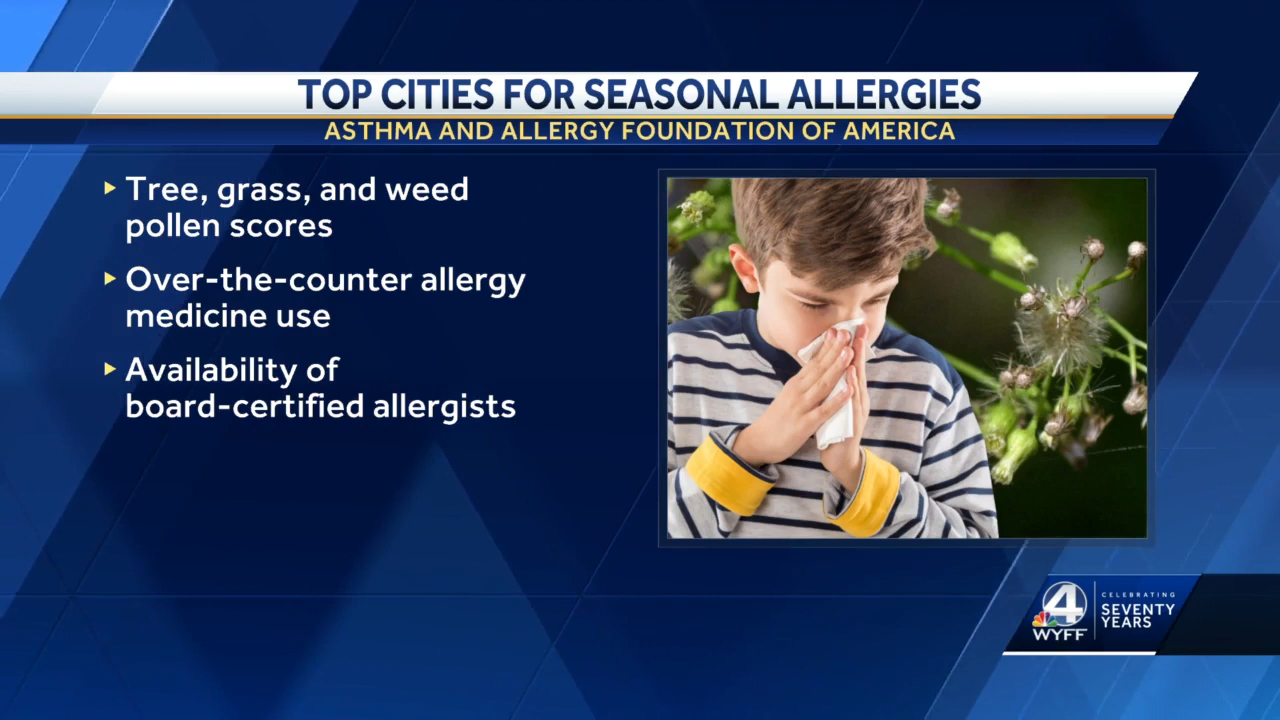 TOP CITIES FOR SEASONAL ALLERGIES
ASTHMA AND ALLERGY FOUNDATION OF AMERICA
Tree, grass, and weed
pollen scores
Over-the-counter allergy
medicine use
Availability of
board-certified allergists
4
WYFF
CELEBRATING
SEVENTY
YEARS